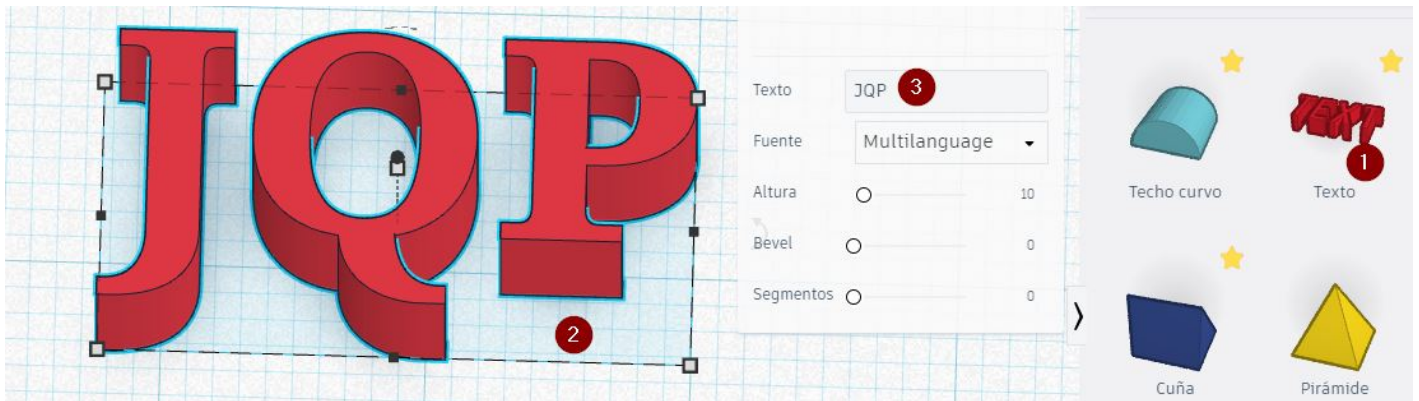 JQP
2
Texto JQP 3
Fuente Multilanguage
Altura 10
Bevel 0
Segmentos 0
TEXT
1
Techo curvo
Texto
Cuña
Pirámide